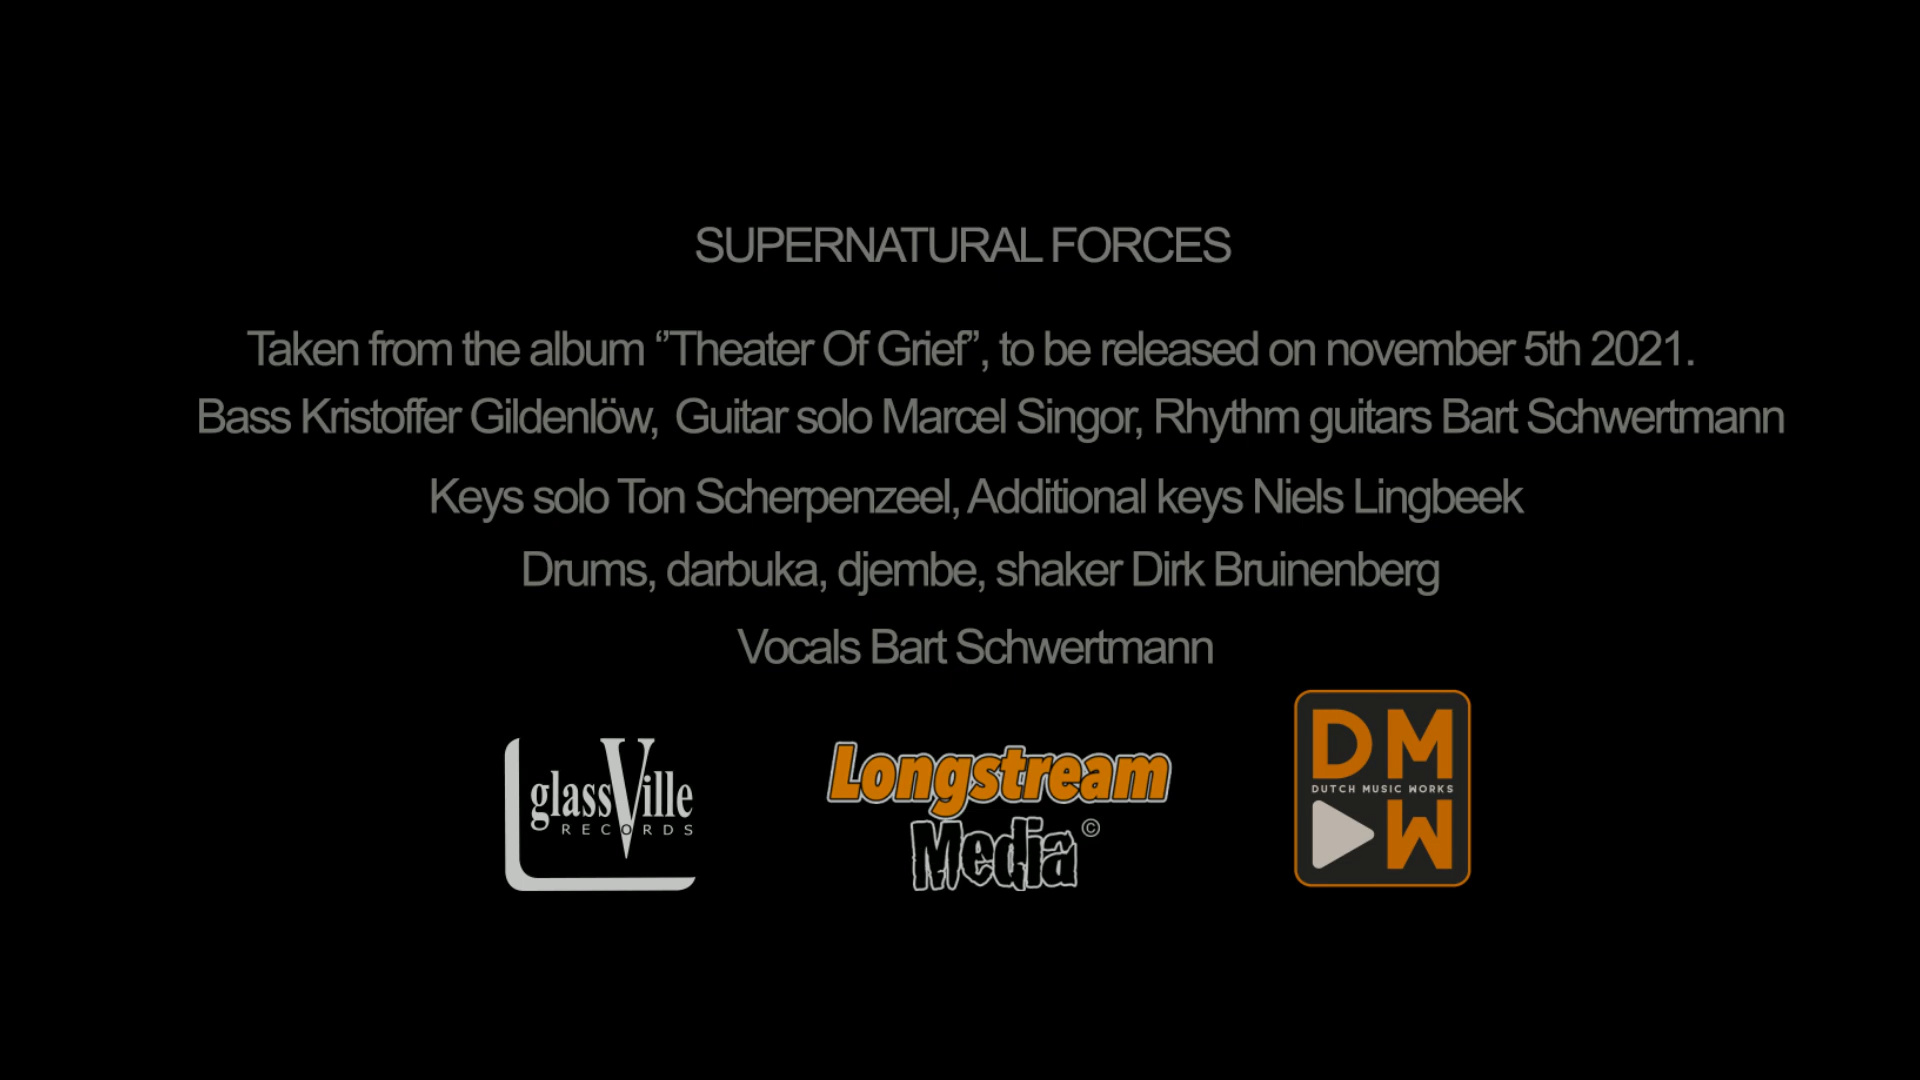 SUPERNATURAL FORCES
Taken from the album ‘’Theater Of Grief’’, to be released on november 5th 2021.
Bass Kristoffer Gildenlöw, Guitar solo Marcel Singor, Rhythm guitars Bart Schwertmann
Keys solo Ton Scherpenzeel, Additional keys Niels Lingbeek
Drums, darbuka, djembe, shaker Dirk Bruinenberg
Vocals Bart Schwertmann
glassVille
RECORDS
Longstream
Media ©
DM
DUTCH MUSIC WORKS
W